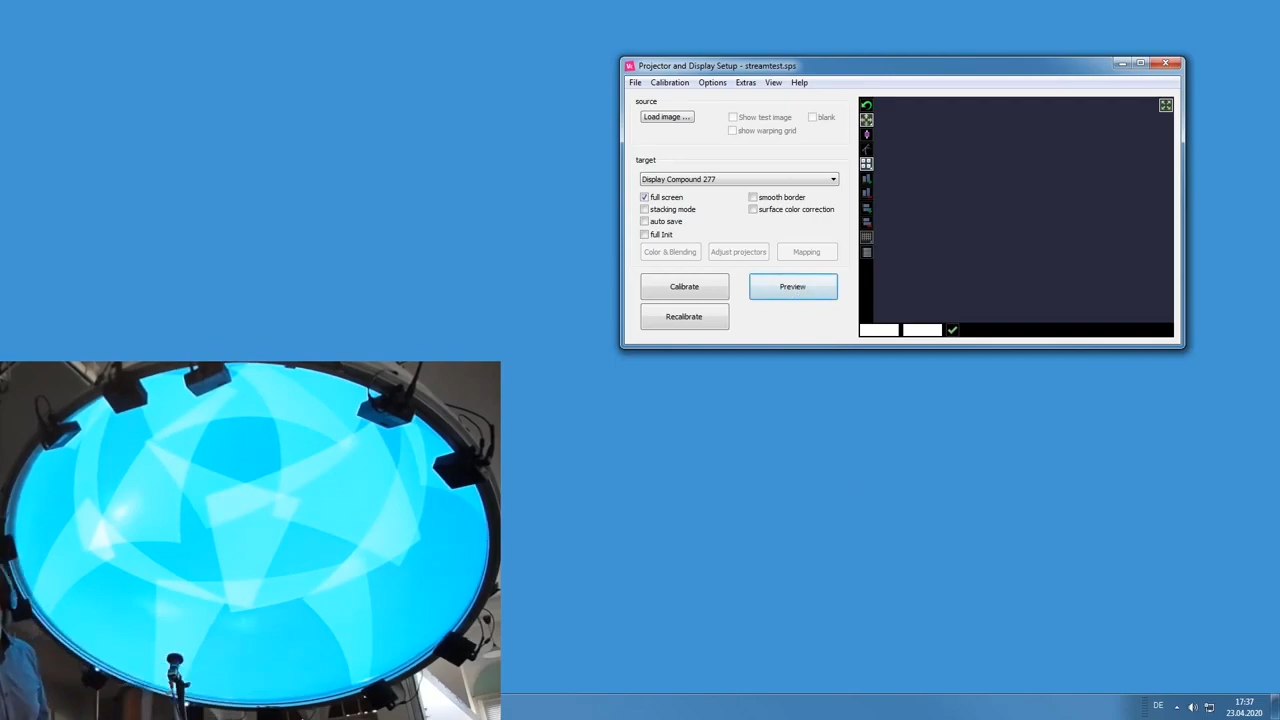 Projector and Display Setup - streamtest.sps
File Calibration Options Extras View Help
source
Load image ...
Show test image
blank
show warping grid
target
Display Compound 277
full screen
smooth border
stacking mode
surface color correction
auto save
full Init
Color & Blending
Adjust projectors
Mapping
Calibrate
Preview
Recalibrate
DE
17:37
23.04.2020